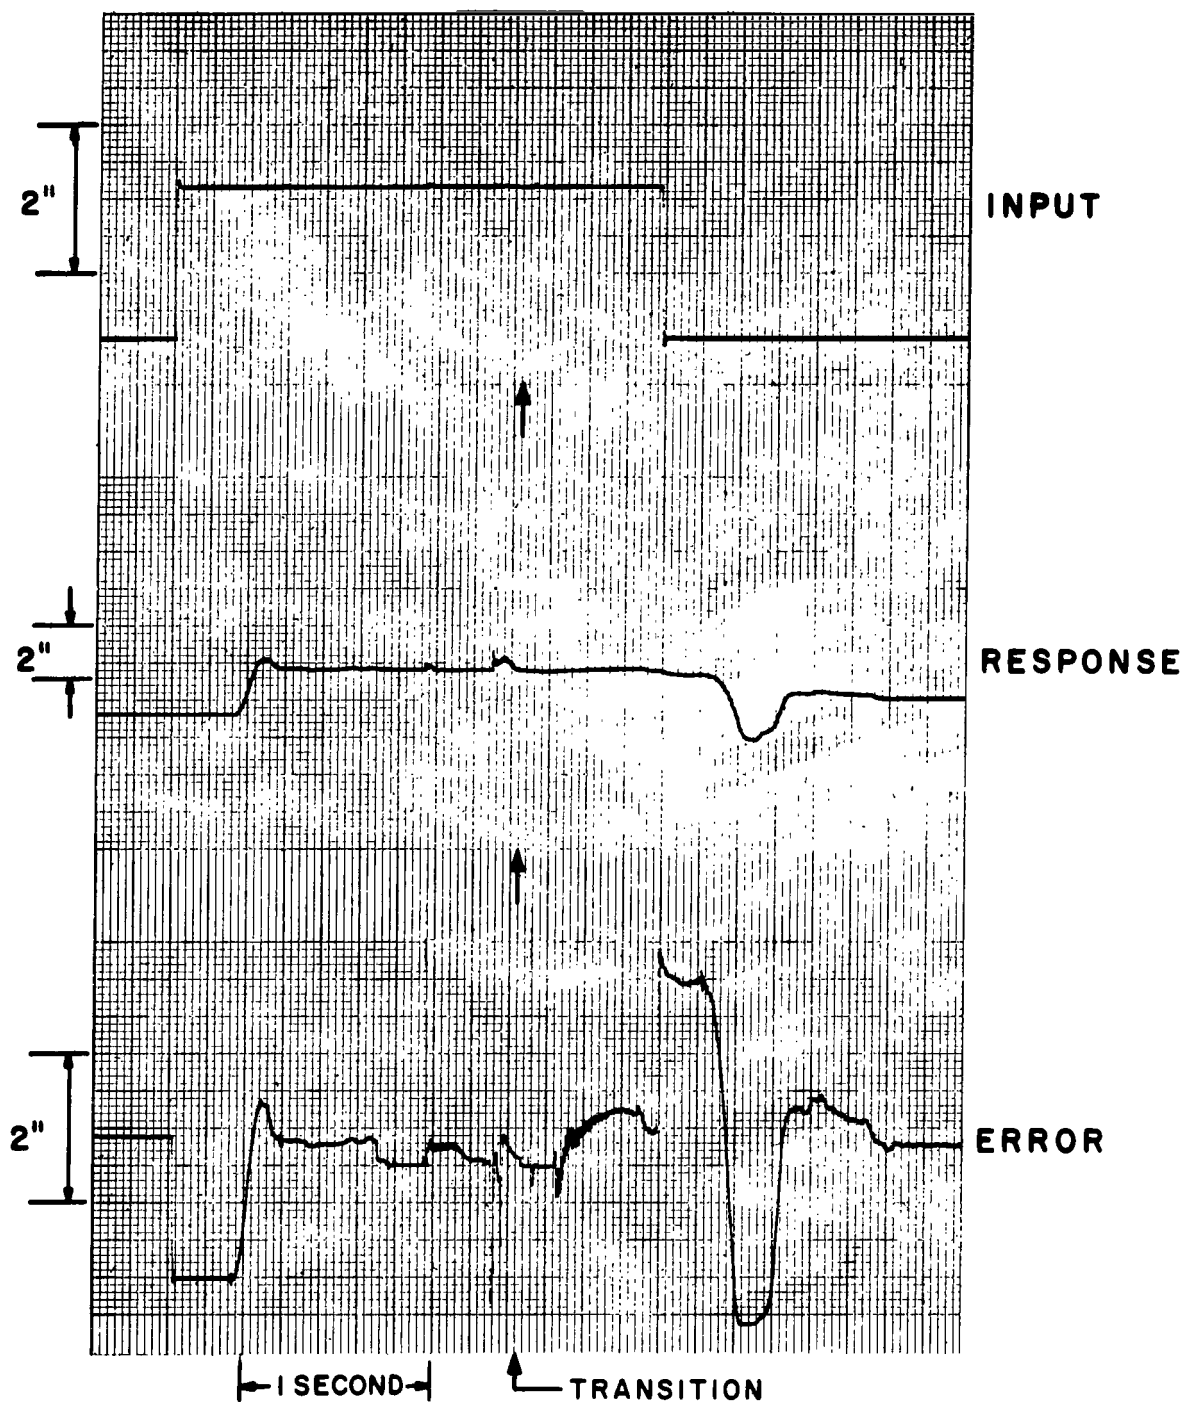 2"
INPUT
2"
RESPONSE
2"
ERROR
1 SECOND
TRANSITION